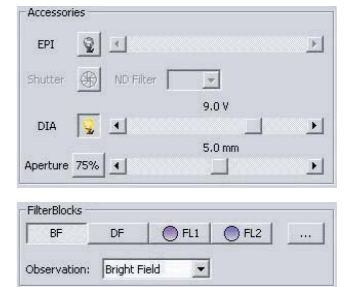 Accessories
EPI
Shutter ND Filter
9.0 V
DIA
5.0 mm
Aperture 75%
FilterBlocks
BF DF FL1 FL2 ...
Observation: Bright Field